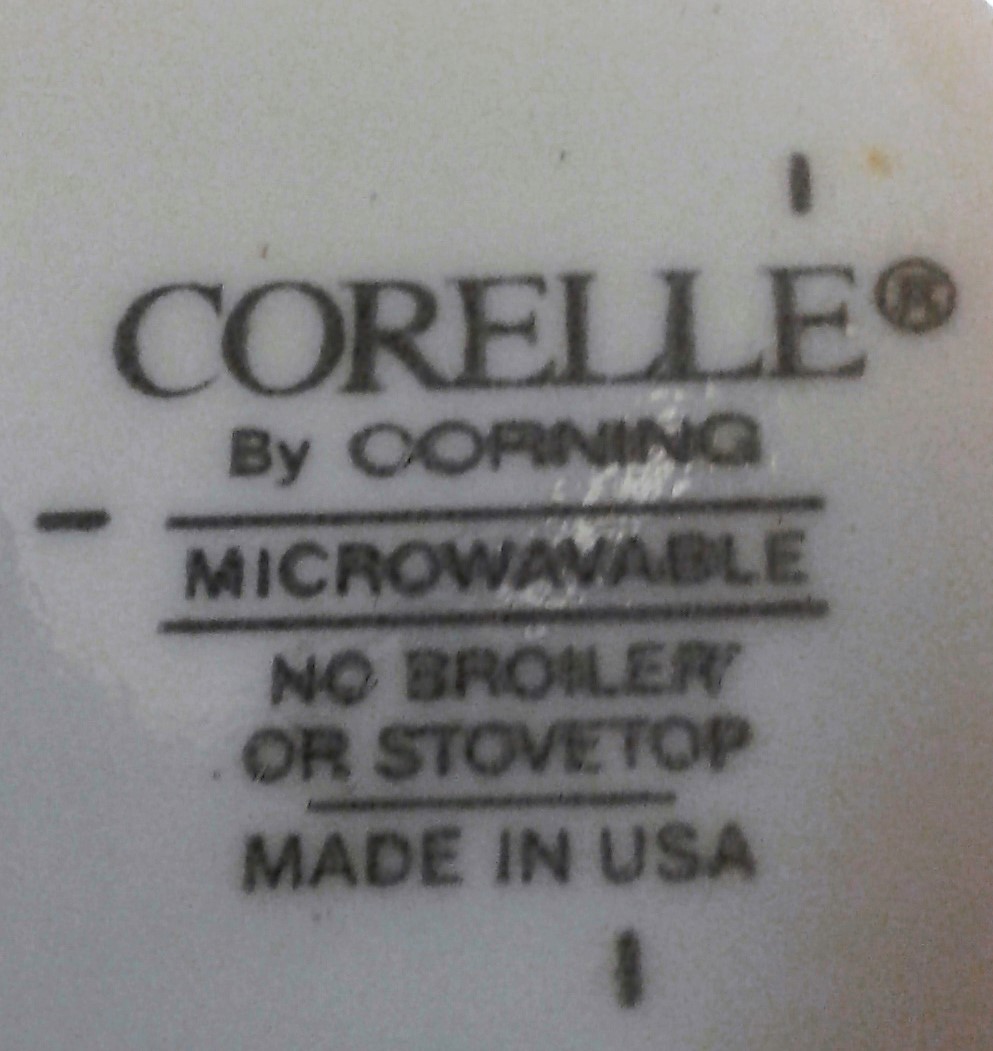 CORELLE®
By CORNING
MICROWAVABLE
NO BROILER
OR STOVETOP
MADE IN USA